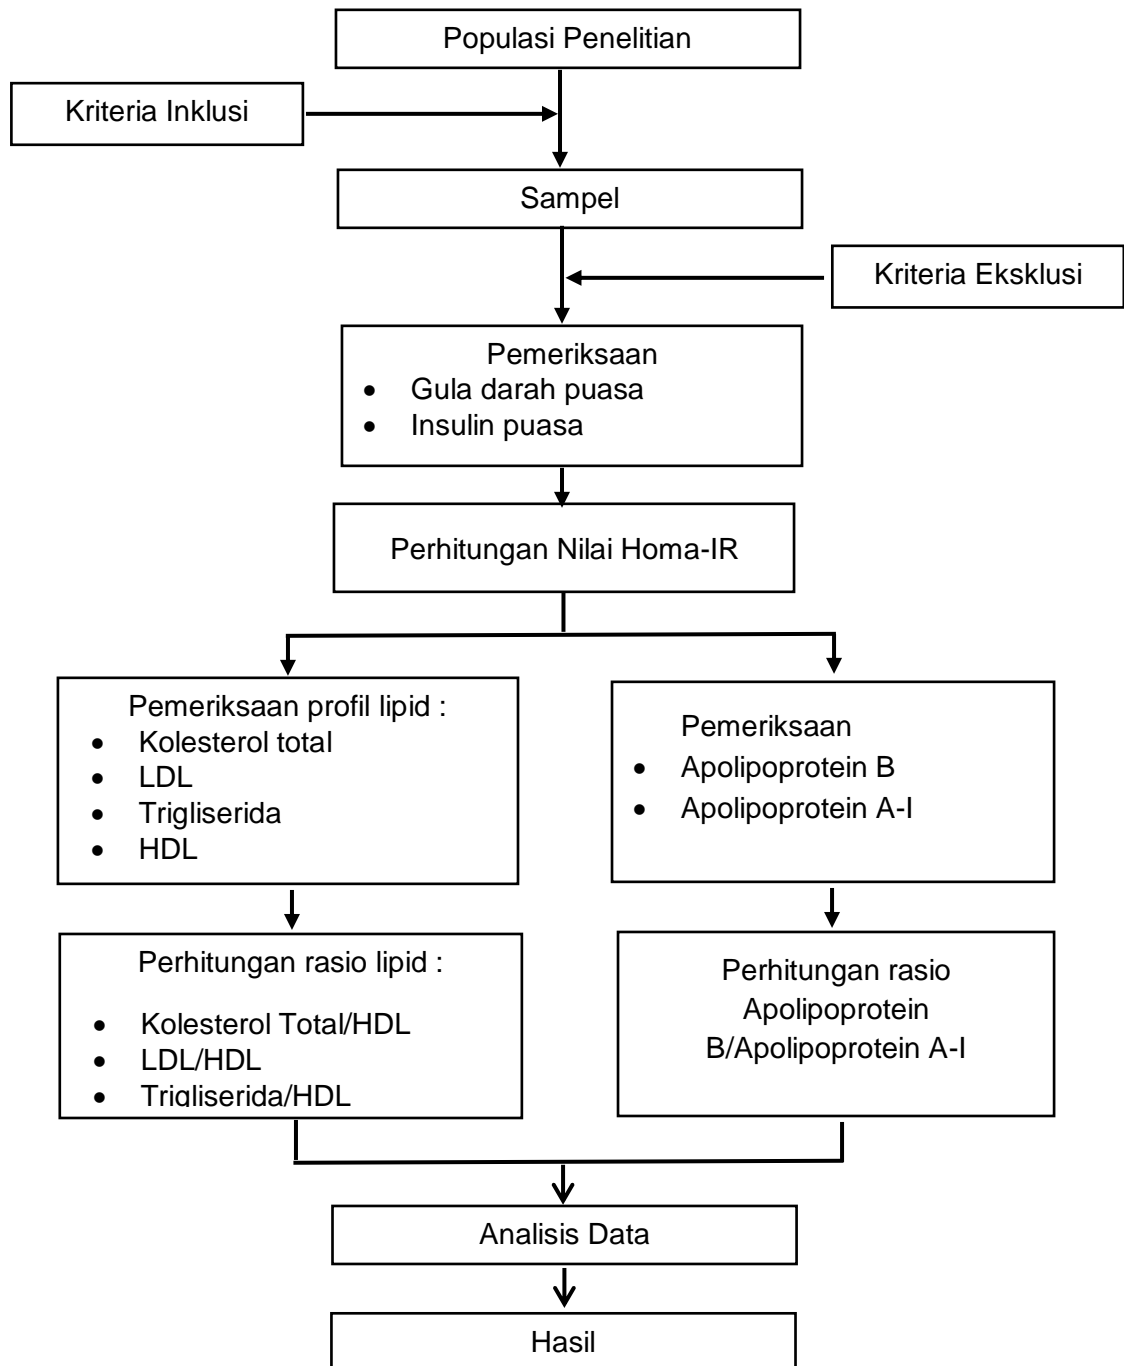 Populasi Penelitian
Kriteria Inklusi
Sampel
Kriteria Eksklusi
Pemeriksaan
• Gula darah puasa
• Insulin puasa
Perhitungan Nilai Homa-IR
Pemeriksaan profil lipid :
• Kolesterol total
• LDL
• Trigliserida
• HDL
Pemeriksaan
• Apolipoprotein B
• Apolipoprotein A-I
Perhitungan rasio lipid :
• Kolesterol Total/HDL
• LDL/HDL
• Trigliserida/HDL
Perhitungan rasio
Apolipoprotein
B/Apolipoprotein A-I
Analisis Data
Hasil